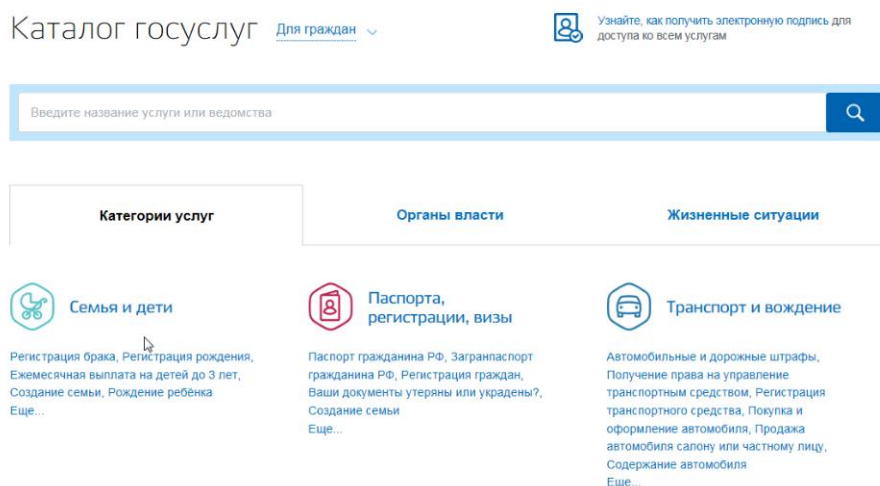 Каталог госуслуг Для граждан
Узнайте, как получить электронную подпись для
доступа ко всем услугам
Введите название услуги или ведомства
Категории услуг
Органы власти
Жизненные ситуации
Семья и дети
Регистрация брака, Регистрация рождения,
Ежемесячная выплата на детей до 3 лет,
Создание семьи, Рождение ребёнка
Еще...
Паспорта,
регистрации, визы
Паспорт гражданина РФ, Загранпаспорт
гражданина РФ, Регистрация граждан,
Ваши документы утеряны или украдены?,
Создание семьи
Еще...
Транспорт и вождение
Автомобильные и дорожные штрафы,
Получение права на управление
транспортным средством, Регистрация
транспортного средства, Покупка и
оформление автомобиля, Продажа
автомобиля салону или частному лицу,
Содержание автомобиля
Еще...